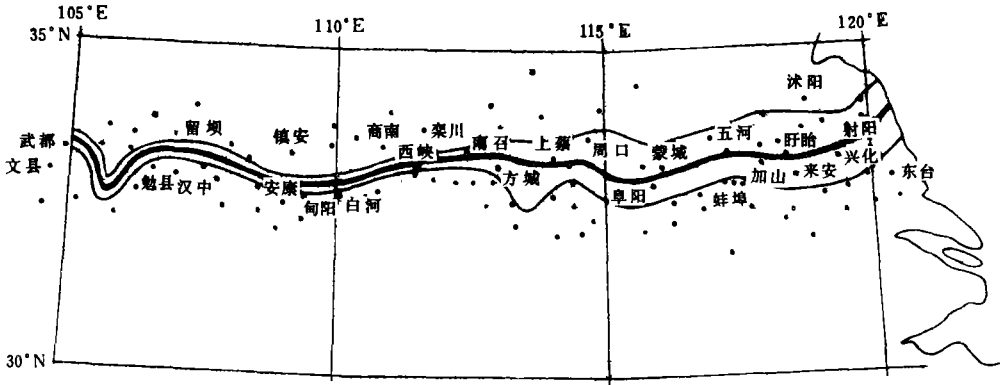 105°E
110°E
115°E
120°E
35°N
沭阳
武都
留坝
镇安
商南
栾川
南召
上蔡
周口
蒙城
五河
盱眙
射阳
文县
勉县
汉中
安康
旬阳
白河
西峡
方城
阜阳
蚌埠
加山
来安
兴化
东台
30°N